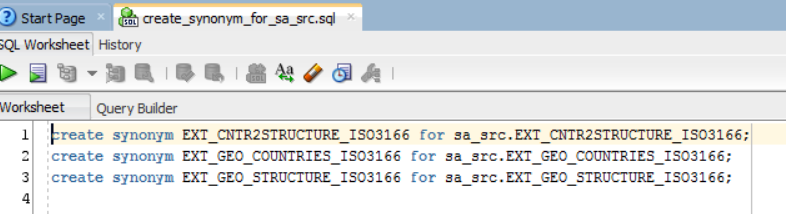 Start Page
create_synonym_for_sa_src.sql
SQL Worksheet History
Worksheet Query Builder
1 create synonym EXT_CNTR2STRUCTURE_ISO3166 for sa_src.EXT_CNTR2STRUCTURE_ISO3166;
2 create synonym EXT_GEO_COUNTRIES_ISO3166 for sa_src.EXT_GEO_COUNTRIES_ISO3166;
3 create synonym EXT_GEO_STRUCTURE_ISO3166 for sa_src.EXT_GEO_STRUCTURE_ISO3166;
4